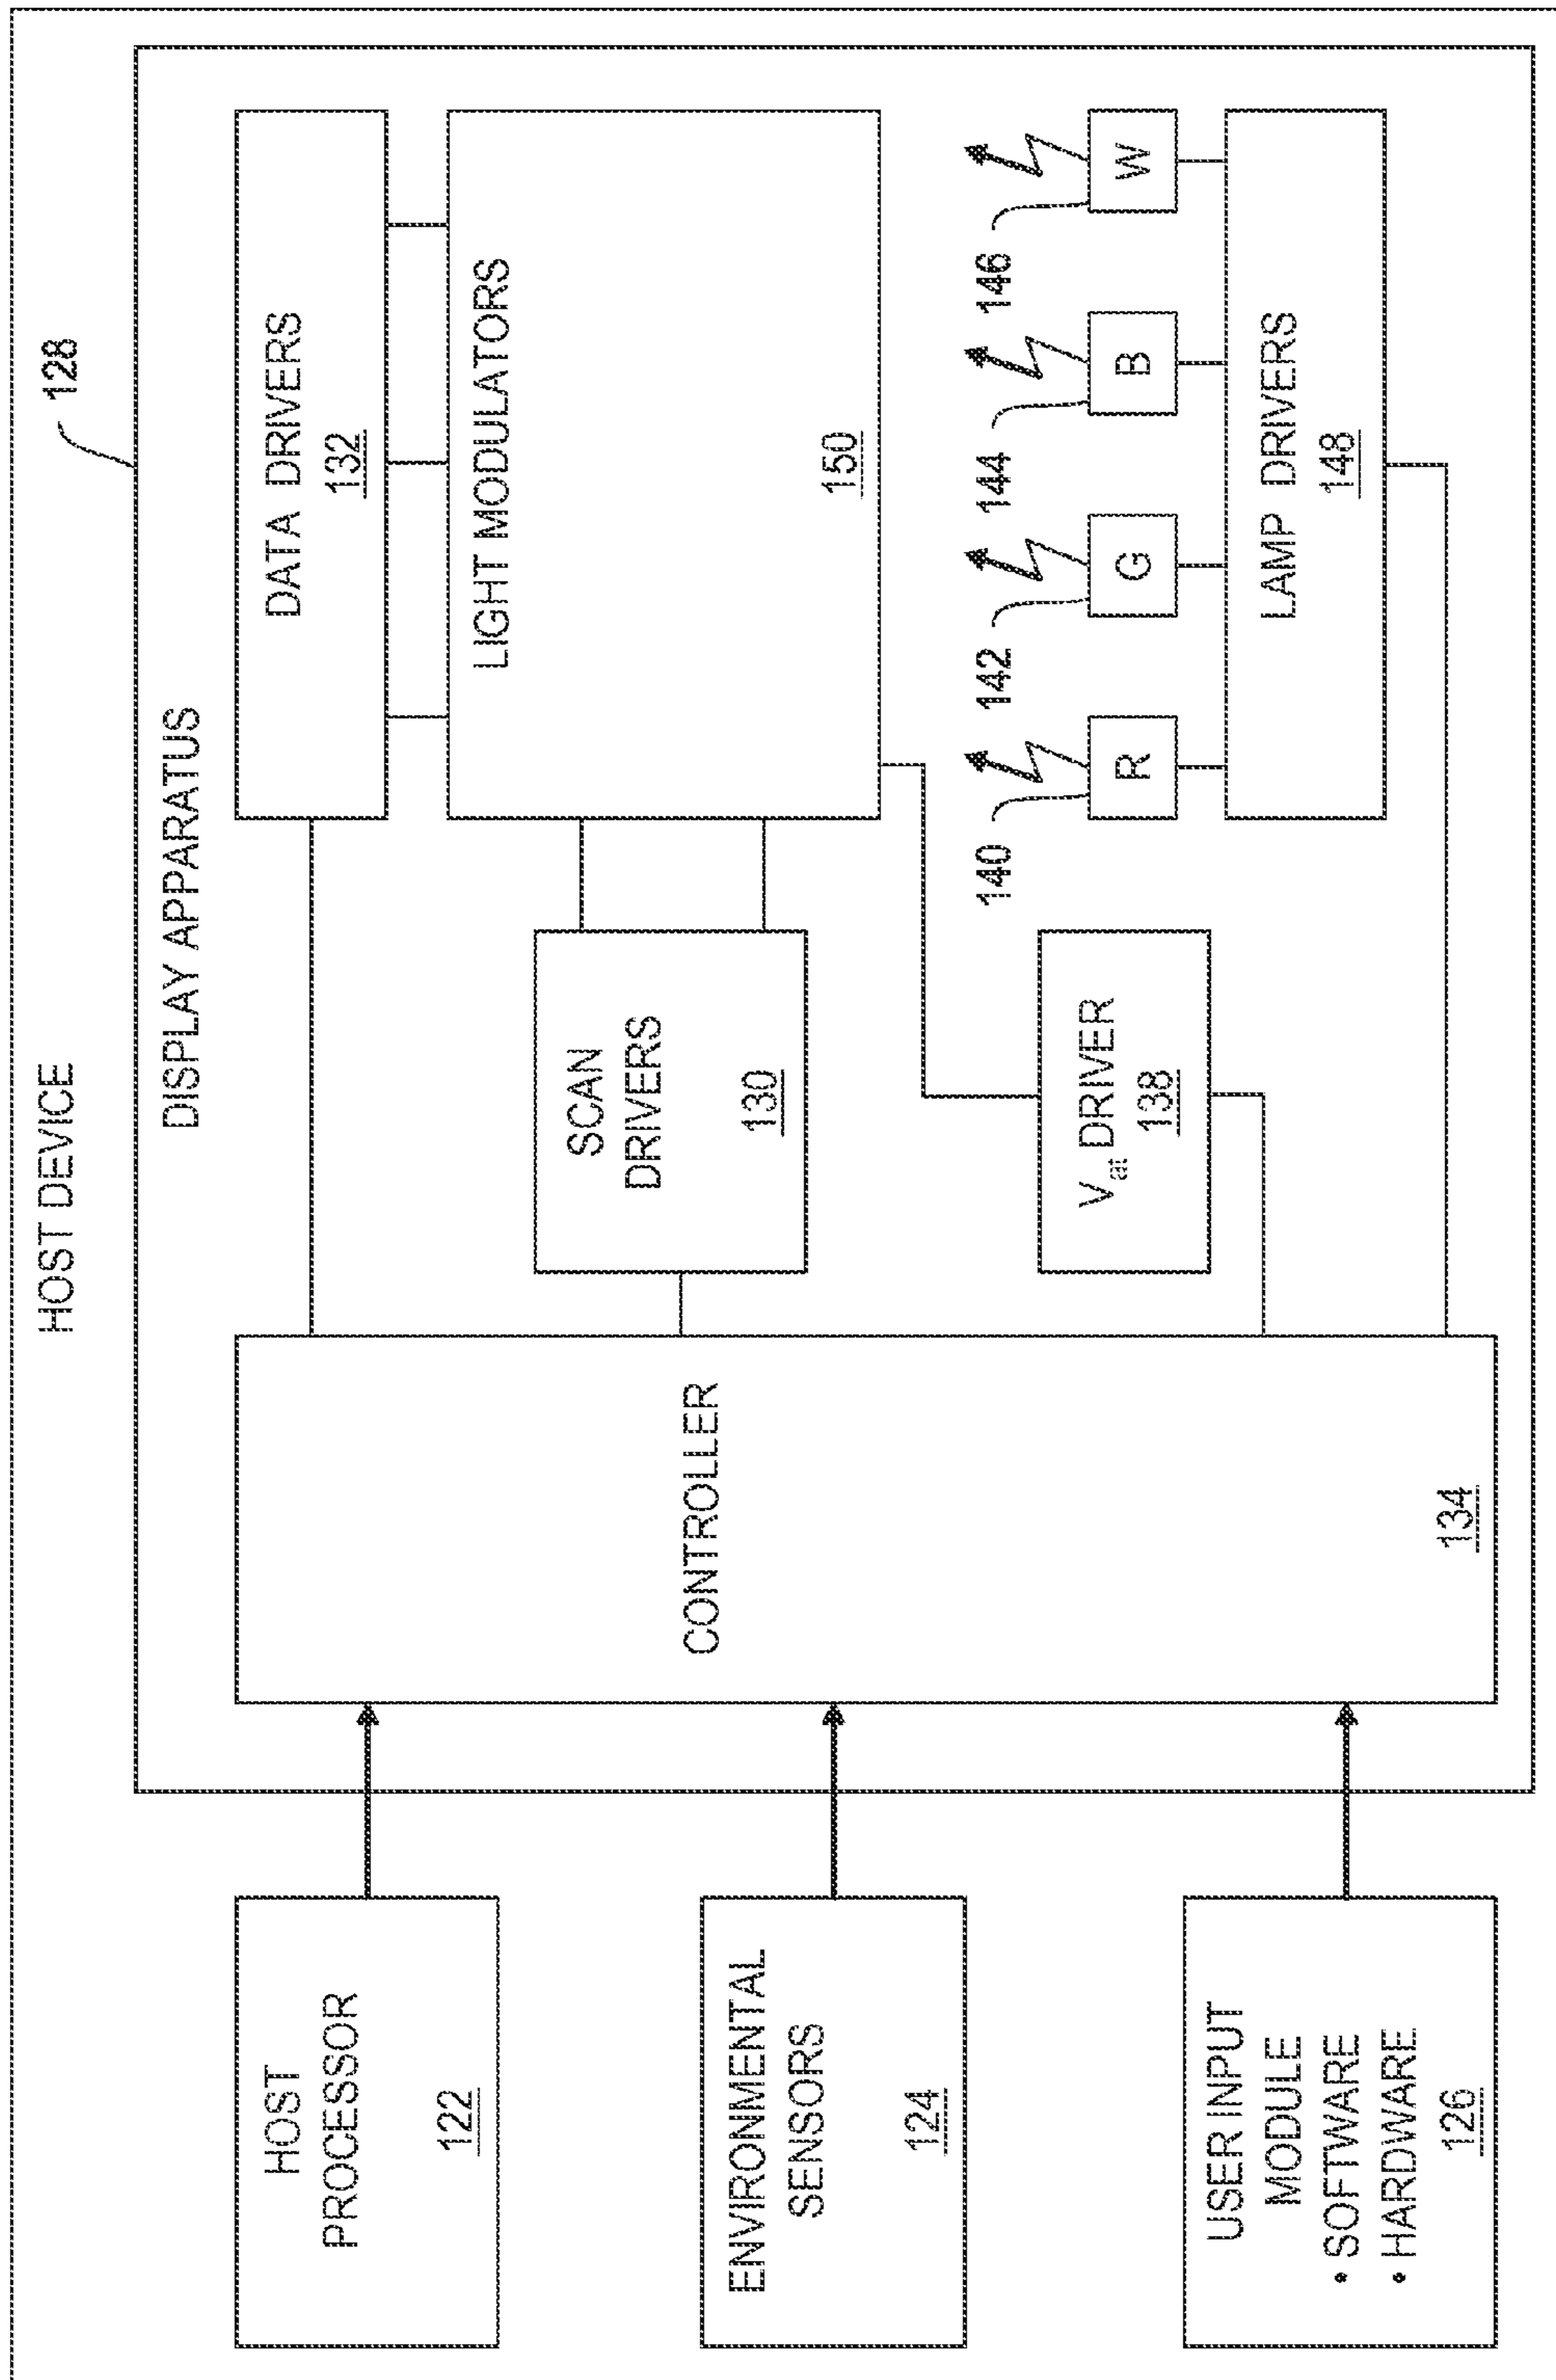 HOST DEVICE
128
DISPLAY APPARATUS
HOST
PROCESSOR
122
ENVIRONMENTAL
SENSORS
124
USER INPUT
MODULE
• SOFTWARE
• HARDWARE
126
CONTROLLER
134
SCAN
DRIVERS
130
Vat DRIVER
138
DATA DRIVERS
132
LIGHT MODULATORS
150
140
142
144
146
R
G
B
W
LAMP DRIVERS
148